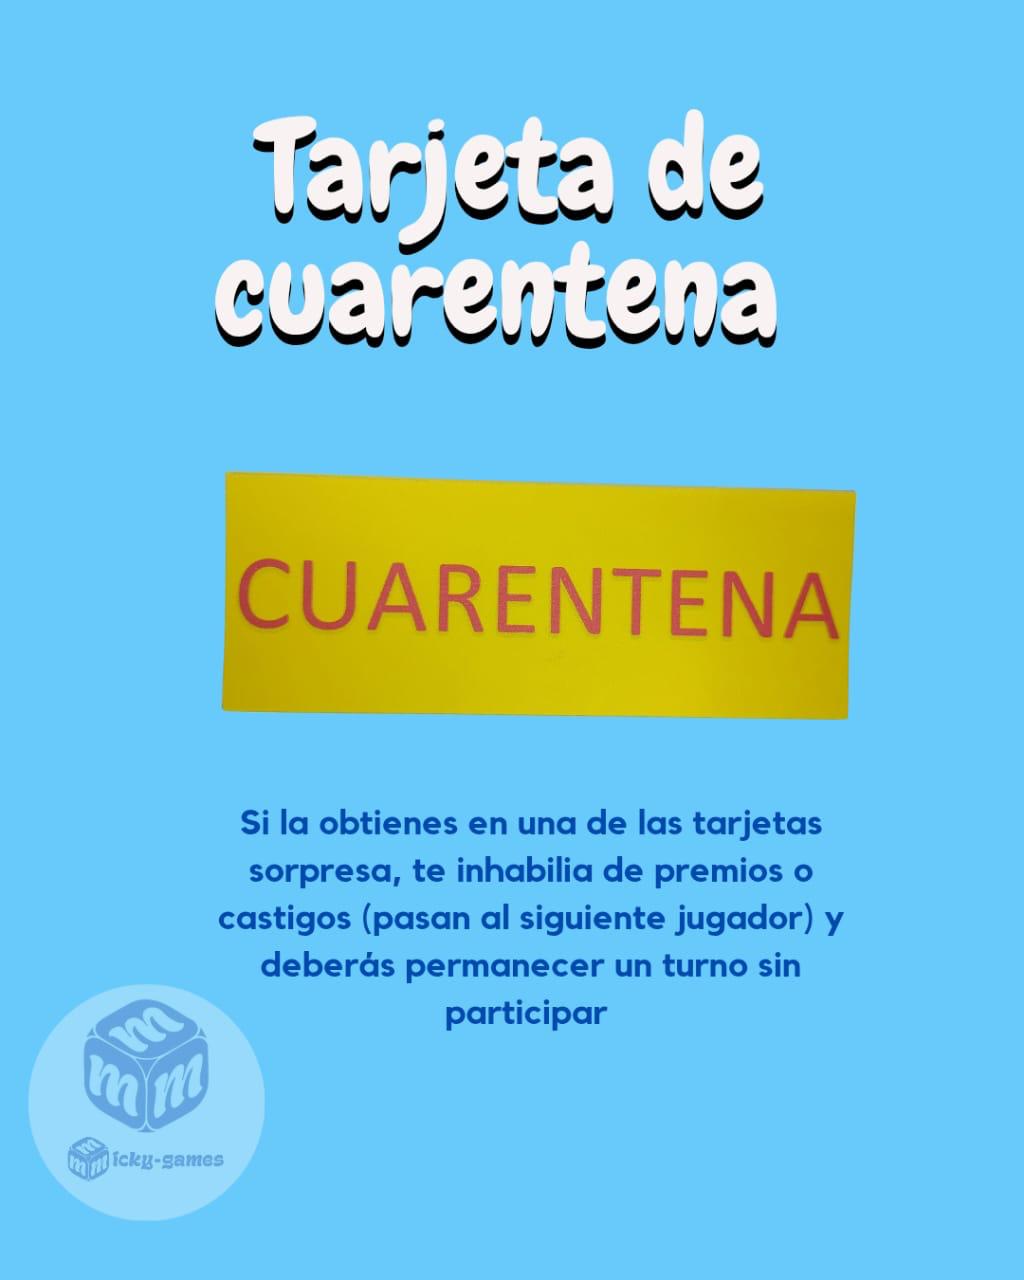 Tarjeta de
cuarentena
CUARENTENA
Si la obtienes en una de las tarjetas
sorpresa, te inhabilia de premios o
castigos (pasan al siguiente jugador) y
deberás permanecer un turno sin
participar
m
m m
m
m m
icky-games